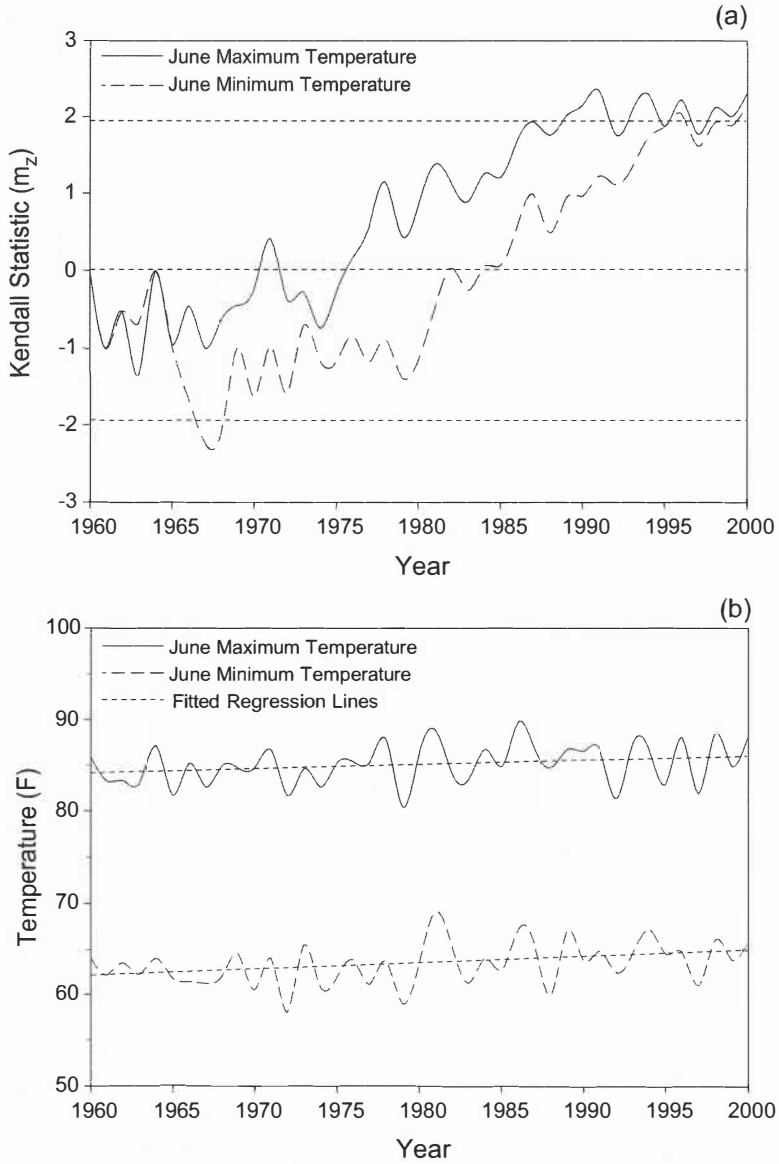 (a)
3
2
1
0
-1
-2
-3
Kendall Statistic (mz)
June Maximum Temperature
June Minimum Temperature
1960 1965 1970 1975 1980 1985 1990 1995 2000
Year
(b)
100
90
80
70
60
50
Temperature (F)
June Maximum Temperature
June Minimum Temperature
Fitted Regression Lines
1960 1965 1970 1975 1980 1985 1990 1995 2000
Year